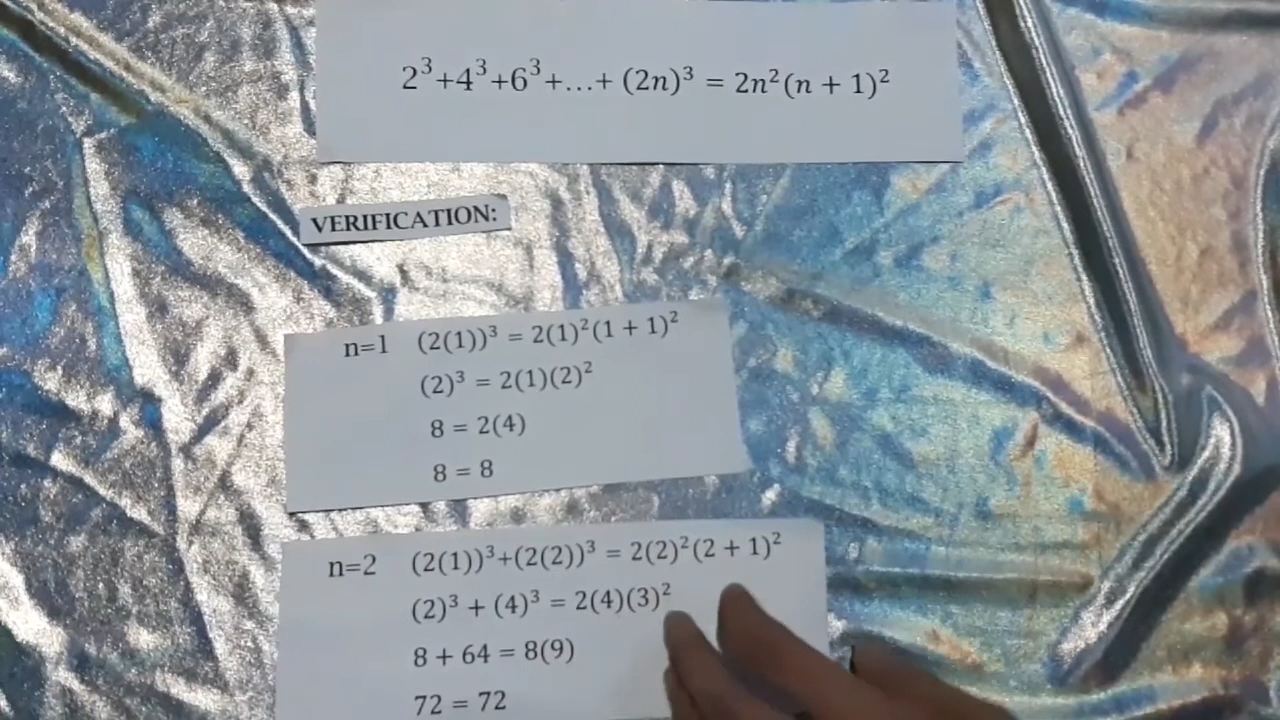 2³+4³+6³+...+ (2n)³ = 2n²(n + 1)²
VERIFICATION:
n=1 (2(1))³ = 2(1)²(1 + 1)²
(2)³ = 2(1)(2)²
8 = 2(4)
8 = 8
n=2 (2(1))³+(2(2))³ = 2(2)²(2 + 1)²
(2)³ + (4)³ = 2(4)(3)²
8 + 64 = 8(9)
72 = 72